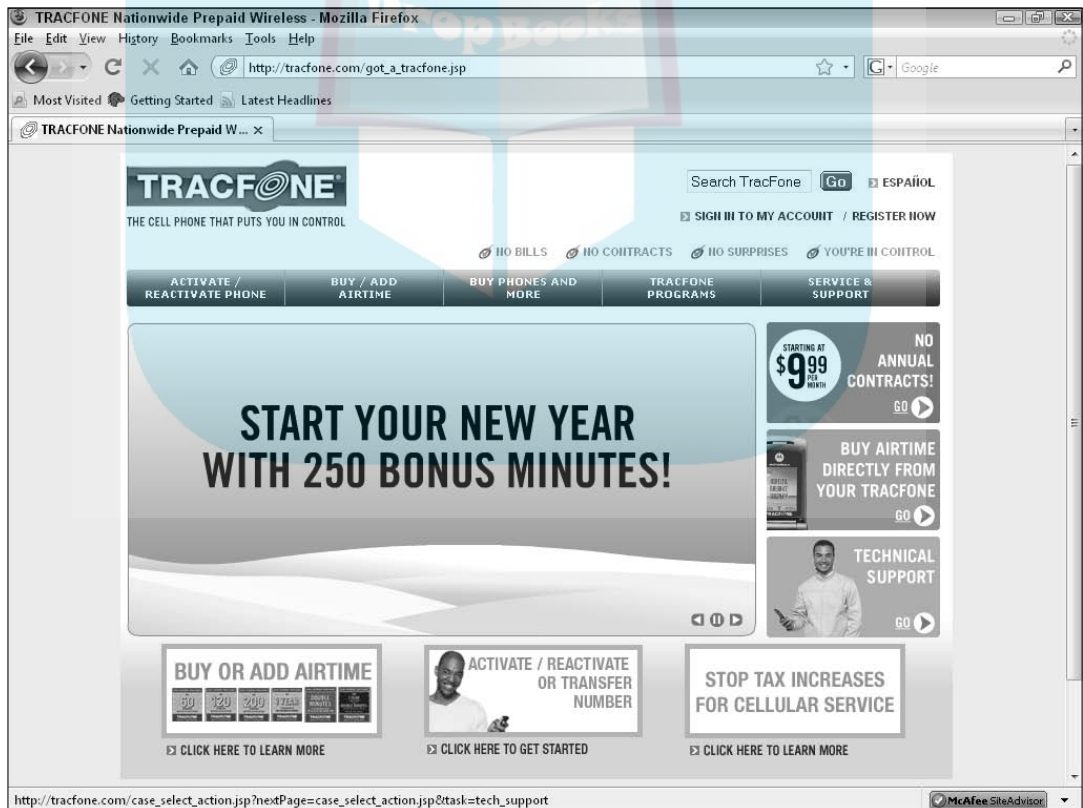 TRACFONE Nationwide Prepaid Wireless - Mozilla Firefox
File Edit View History Bookmarks Tools Help
http://tracfone.com/got_a_tracfone.jsp
G Google
Most Visited Getting Started Latest Headlines
TRACFONE Nationwide Prepaid W...
DropBooks
TRACFONE
THE CELL PHONE THAT PUTS YOU IN CONTROL
Search TracFone Go ESPAÑOL
SIGN IN TO MY ACCOUNT / REGISTER NOW
NO BILLS NO CONTRACTS NO SURPRISES YOU'RE IN CONTROL
ACTIVATE / REACTIVATE PHONE
BUY / ADD AIRTIME
BUY PHONES AND MORE
TRACFONE PROGRAMS
SERVICE & SUPPORT
START YOUR NEW YEAR
WITH 250 BONUS MINUTES!
STARTING AT
$9.99
PER MONTH
NO
ANNUAL
CONTRACTS!
GO
BUY AIRTIME
DIRECTLY FROM
YOUR TRACFONE
GO
TECHNICAL
SUPPORT
GO
BUY OR ADD AIRTIME
60 120 200 1 YEAR DOUBLE MINUTES
CLICK HERE TO LEARN MORE
ACTIVATE / REACTIVATE
OR TRANSFER
NUMBER
CLICK HERE TO GET STARTED
STOP TAX INCREASES
FOR CELLULAR SERVICE
CLICK HERE TO LEARN MORE
http://tracfone.com/case_select_action.jsp?nextPage=case_select_action.jsp&task=tech_support
McAfee SiteAdvisor